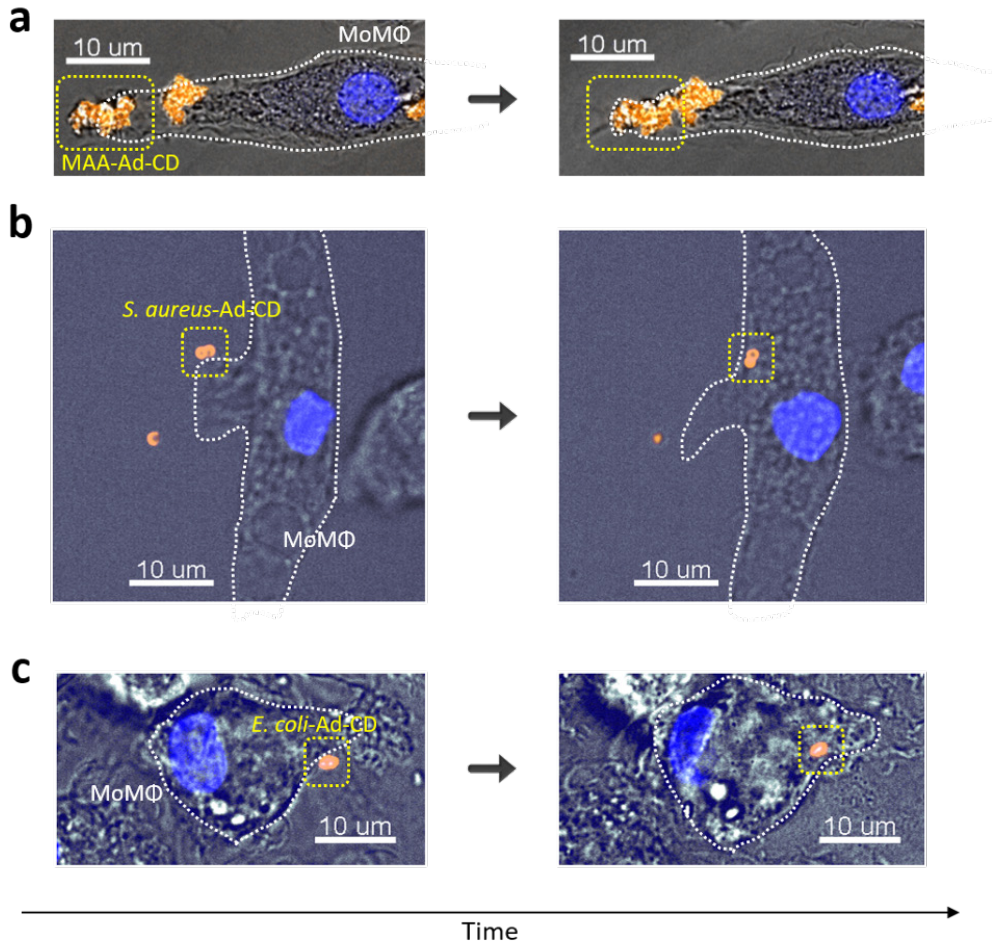 a
10 um
MoMΦ
MAA-Ad-CD
10 um
b
S. aureus-Ad-CD
MoMΦ
10 um
10 um
c
E. coli-Ad-CD
MoMΦ
10 um
10 um
Time